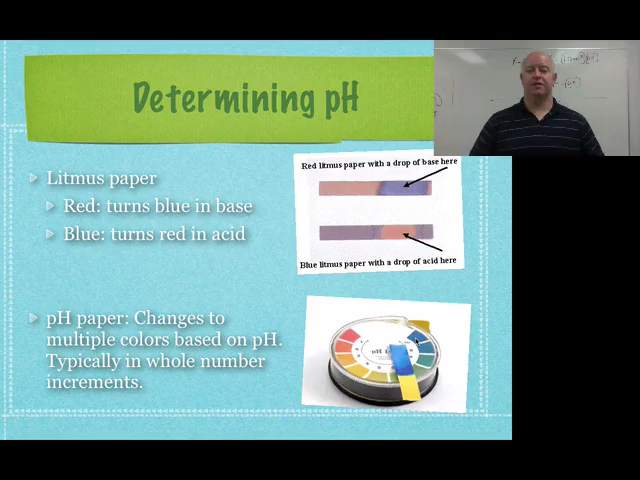 Determining pH
Litmus paper
Red: turns blue in base
Blue: turns red in acid
Red litmus paper with a drop of base here
Blue litmus paper with a drop of acid here
pH paper: Changes to
multiple colors based on pH.
Typically in whole number
increments.